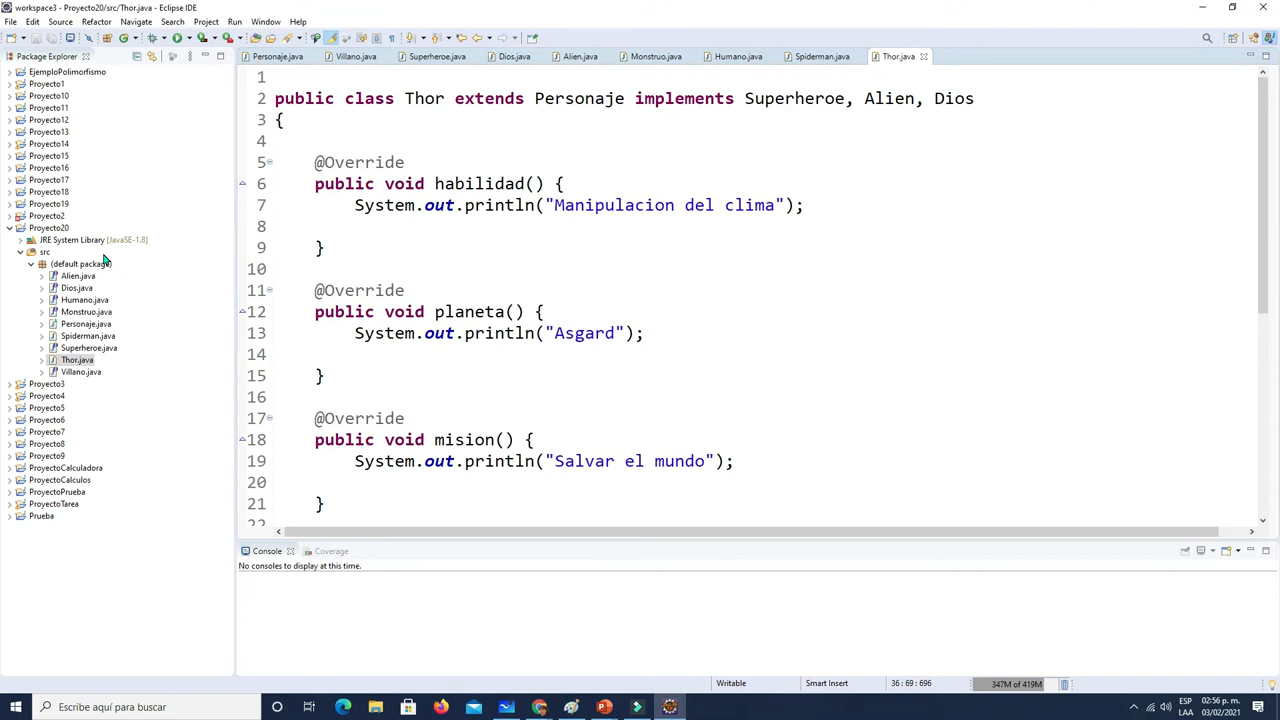 workspace3 - Proyecto20/src/Thor.java - Eclipse IDE
File Edit Source Refactor Navigate Search Project Run Window Help
Package Explorer
Personaje.java Villano.java Superheroe.java Dios.java Alien.java Monstruo.java Humano.java Spiderman.java Thor.java
EjemploPolimorfismo
Proyecto1
Proyecto10
Proyecto11
Proyecto12
Proyecto13
Proyecto14
Proyecto15
Proyecto16
Proyecto17
Proyecto18
Proyecto19
Proyecto2
Proyecto20
JRE System Library [JavaSE-1.8]
src
(default package)
Alien.java
Dios.java
Humano.java
Monstruo.java
Personaje.java
Spiderman.java
Superheroe.java
Thor.java
Villano.java
Proyecto3
Proyecto4
Proyecto5
Proyecto6
Proyecto7
Proyecto8
Proyecto9
ProyectoCalculadora
ProyectoCalculos
ProyectoPrueba
ProyectoTarea
Prueba
1
2 public class Thor extends Personaje implements Superheroe, Alien, Dios
3 {
4
5 @Override
6 public void habilidad() {
7 System.out.println("Manipulacion del clima");
8
9 }
10
11 @Override
12 public void planeta() {
13 System.out.println("Asgard");
14
15 }
16
17 @Override
18 public void mision() {
19 System.out.println("Salvar el mundo");
20
21 }
22
Console Coverage
No consoles to display at this time.
Writable Smart Insert 36 : 69 : 696 347M of 419M
Escribe aquí para buscar
ESP 02:56 p. m.
LAA 03/02/2021